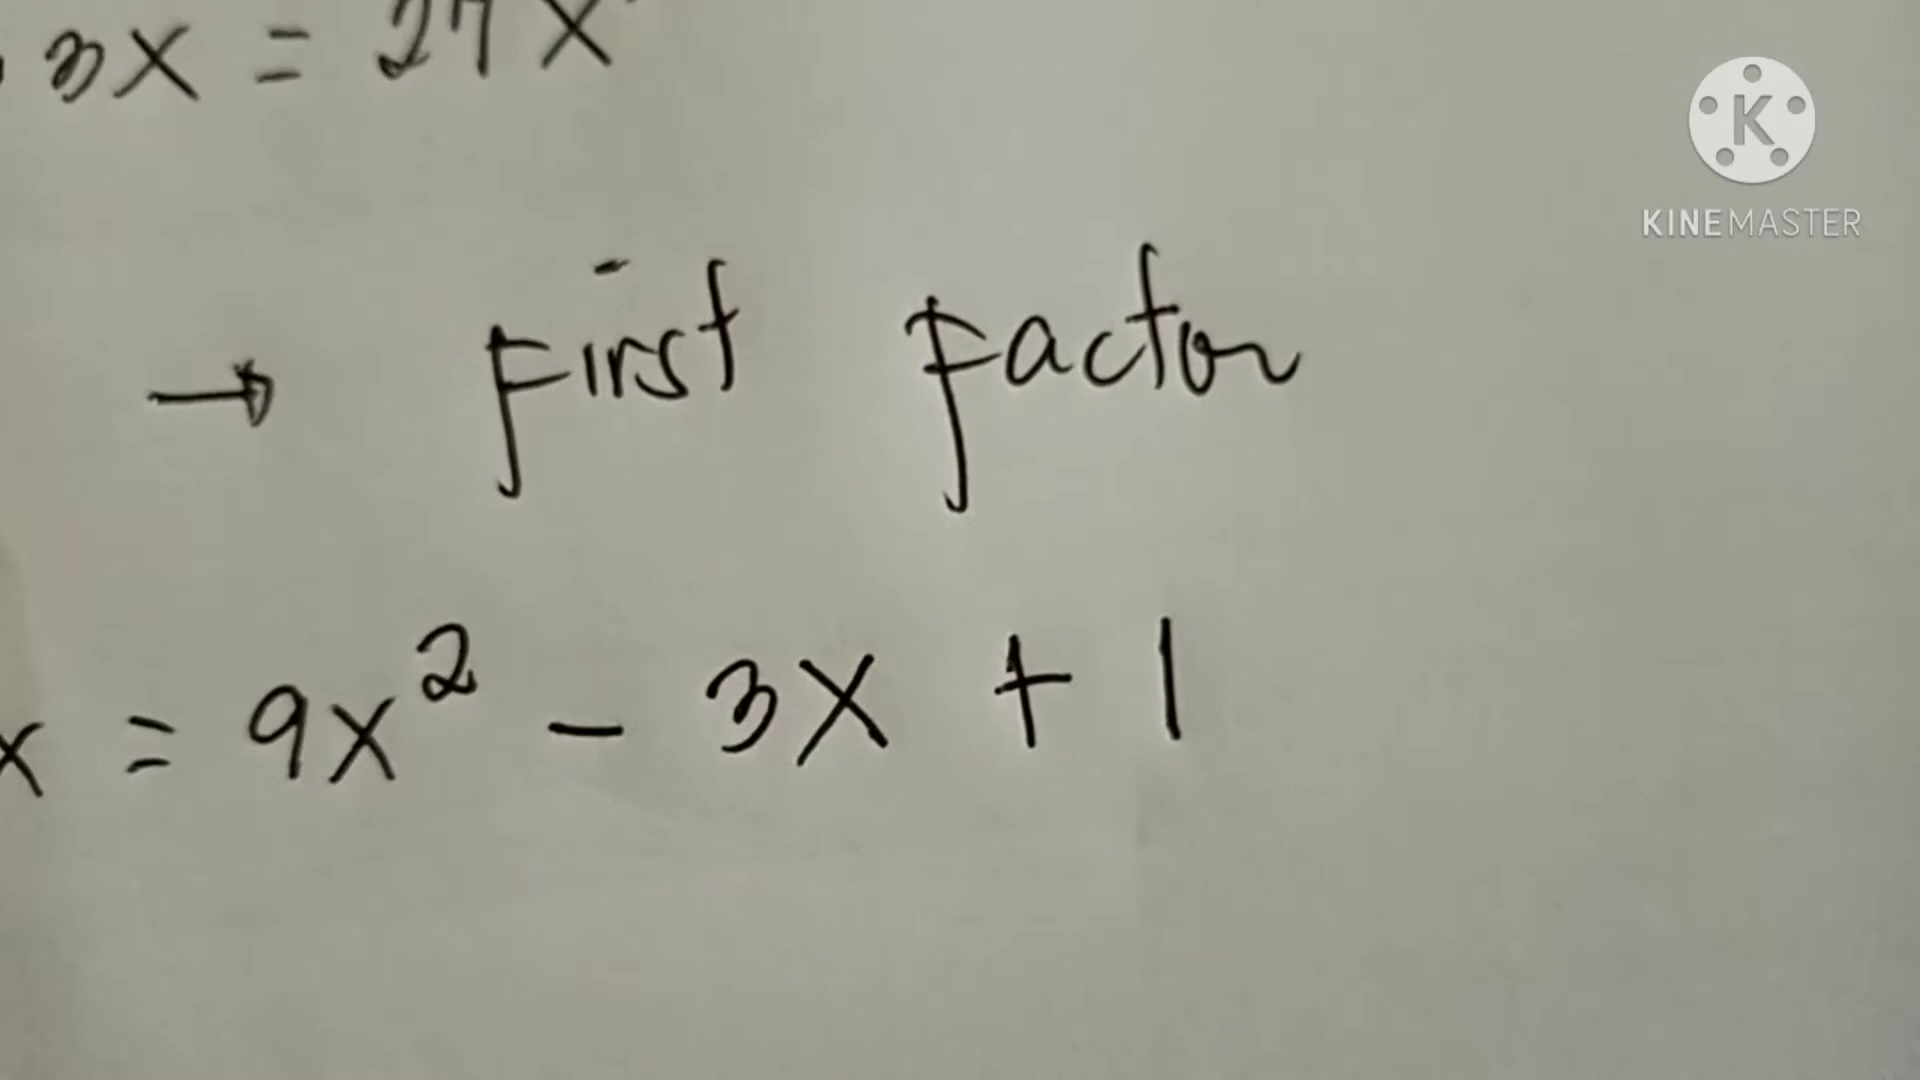 3x = 27x
K
KINEMASTER
→ First Factor
x = 9x² - 3x + 1